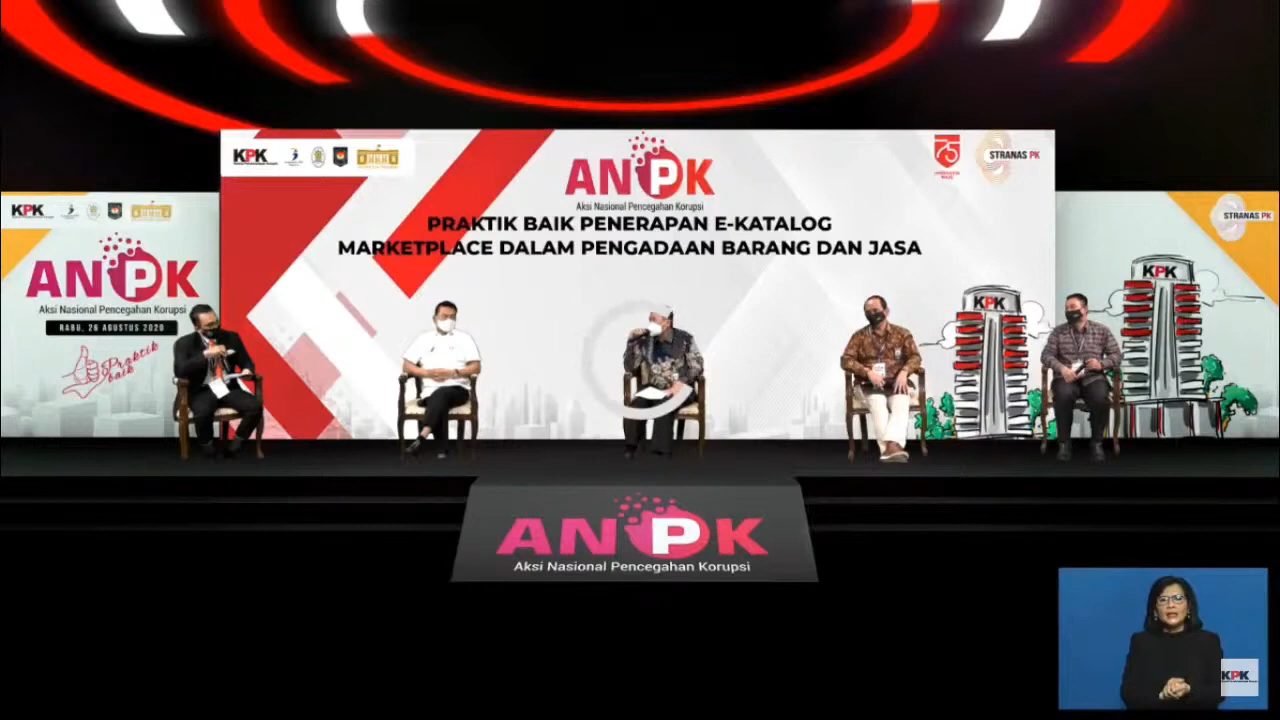 KPK
75
STRANAS PK
ANPK
Aksi Nasional Pencegahan Korupsi
PRAKTIK BAIK PENERAPAN E-KATALOG
MARKETPLACE DALAM PENGADAAN BARANG DAN JASA
KPK
ANPK
Aksi Nasional Pencegahan Korupsi
RABU, 26 AGUSTUS 2020
Praktik
baik
STRANAS PK
KPK
KPK
ANPK
Aksi Nasional Pencegahan Korupsi
KPK